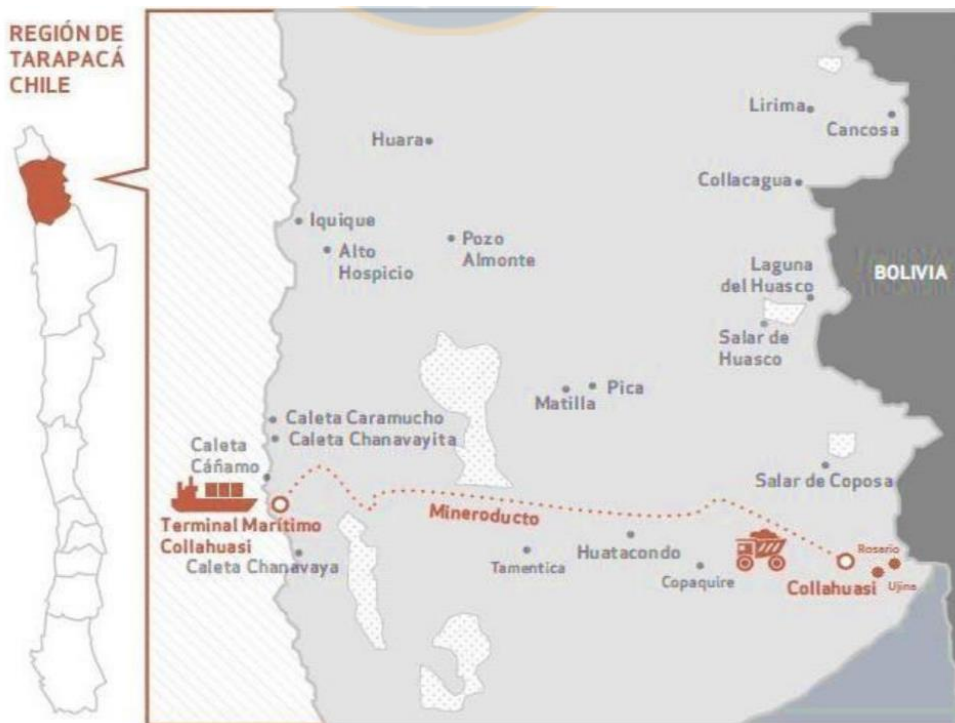 REGIÓN DE
TARAPACÁ
CHILE
Lirima
Cancosa
Huara
Collacagua
Iquique
Alto
Hospicio
Pozo
Almonte
Laguna
del Huasco
BOLIVIA
Salar de
Huasco
Pica
Matilla
Caleta Caramucho
Caleta Chanavayita
Caleta
Cáñamo
Salar de Coposa
Terminal Marítimo
Collahuasi
Mineroducto
Caleta Chanavaya
Tamentica
Huatacondo
Copaquire
Rosario
Collahuasi
Ujina